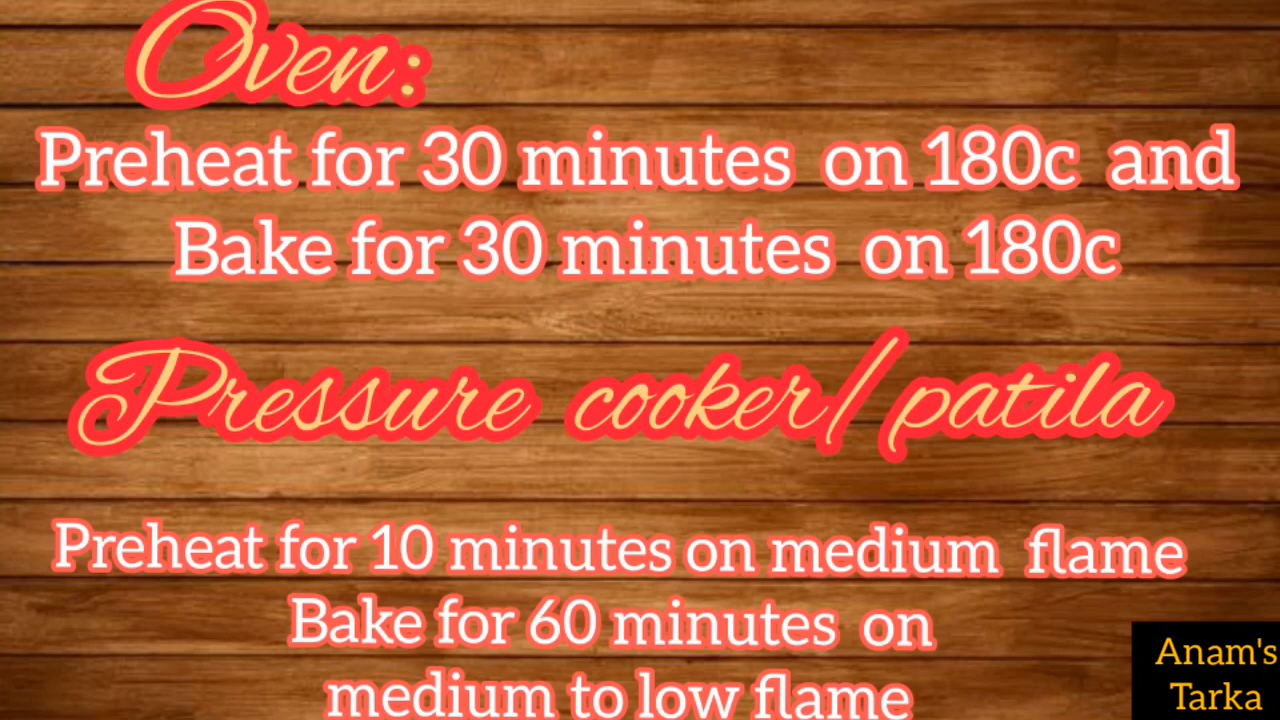 Oven:
Preheat for 30 minutes on 180c and
Bake for 30 minutes on 180c
Pressure cooker/patila
Preheat for 10 minutes on medium flame
Bake for 60 minutes on
medium to low flame
Anam's
Tarka